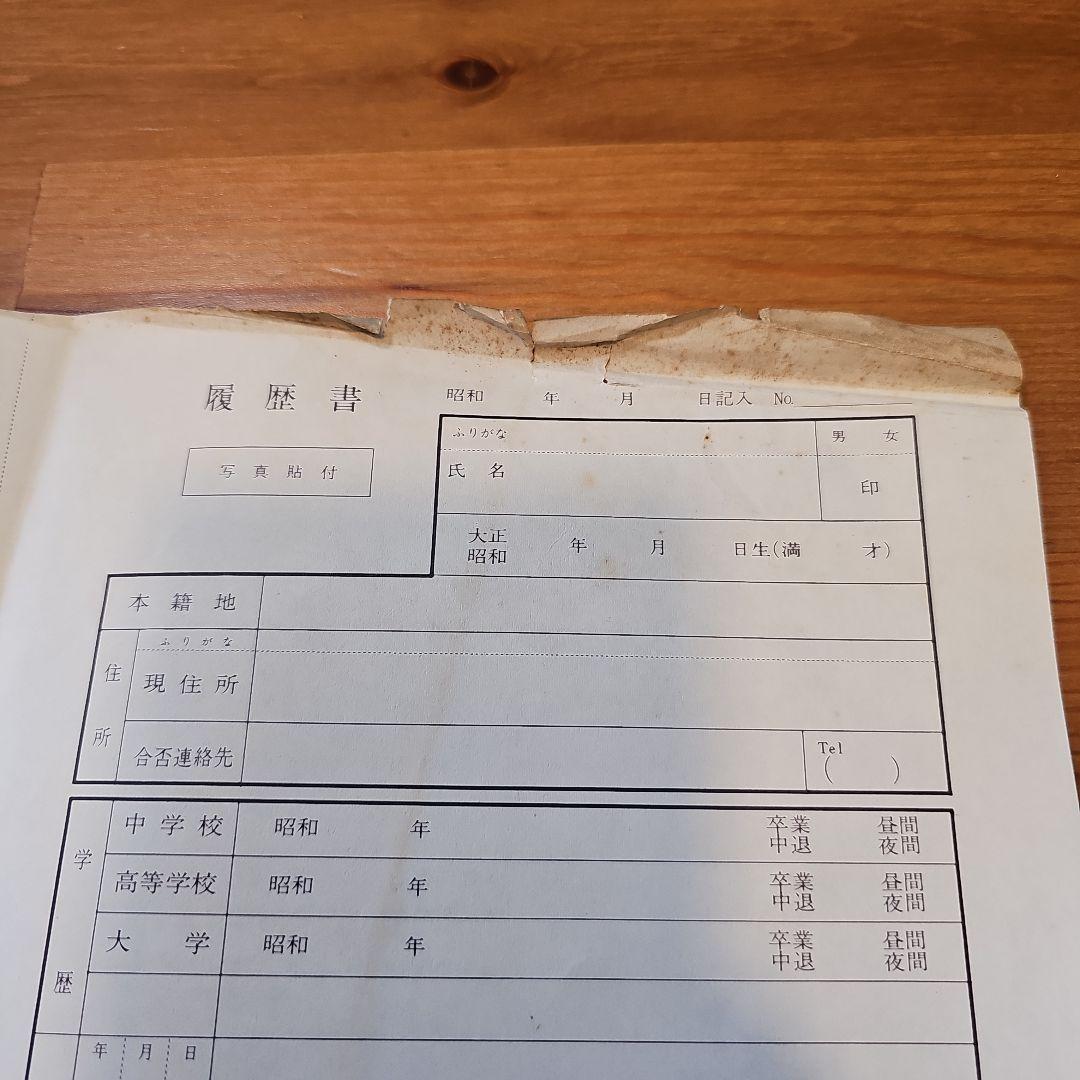 履歴書
昭和 年 月 日記入 No.
ふりがな 男 女
写真貼付
氏名 印
大正
昭和 年 月 日生(満 才)
本籍地
住所
ふりがな
現住所
合否連絡先 Tel
( )
学歴
中学校 昭和 年 卒業 昼間
中退 夜間
高等学校 昭和 年 卒業 昼間
中退 夜間
大学 昭和 年 卒業 昼間
中退 夜間
年 月 日